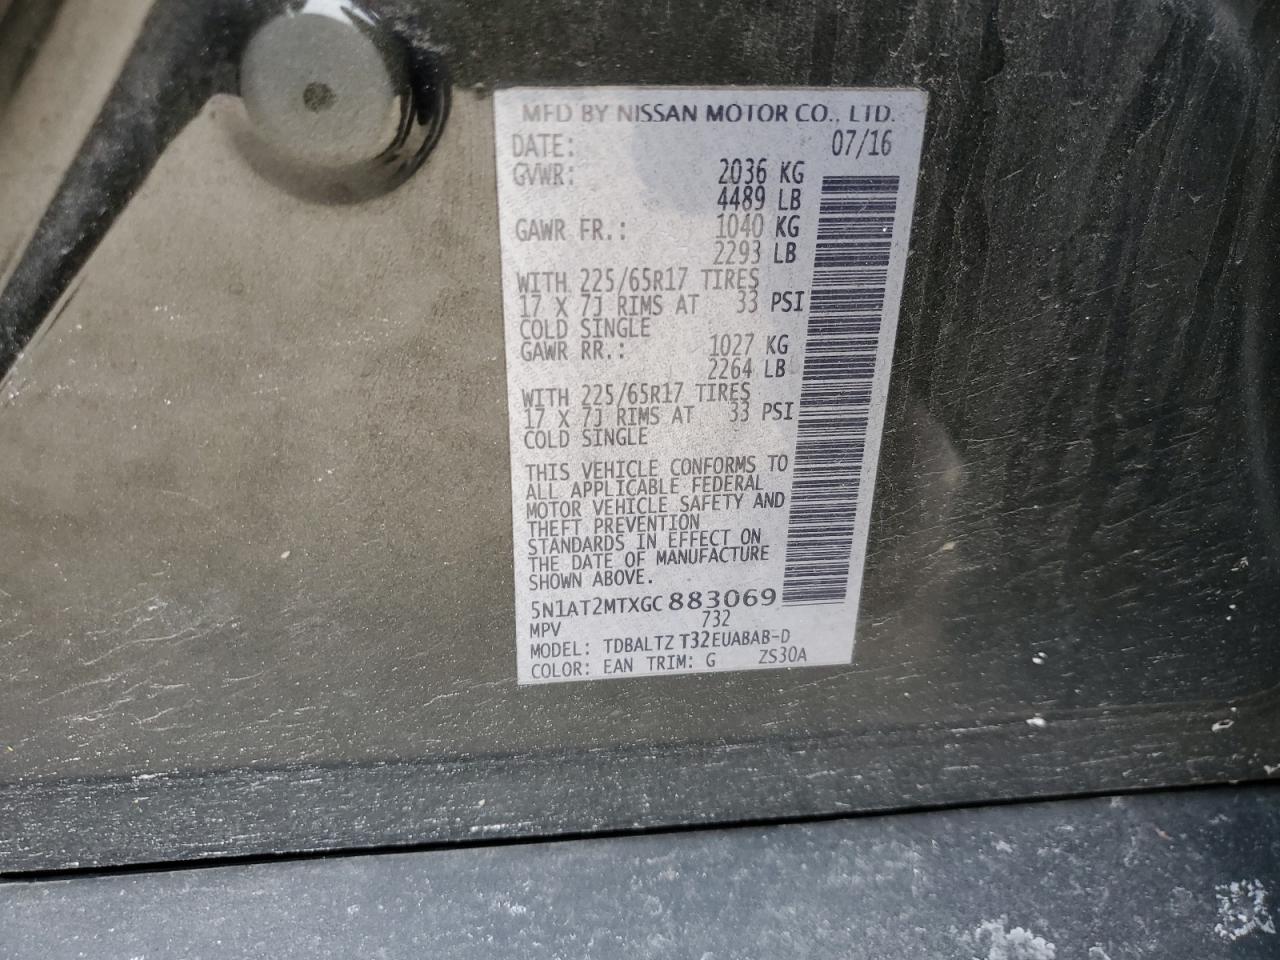 MFD BY NISSAN MOTOR CO., LTD.
DATE: 07/16
GVWR: 2036 KG
4489 LB
GAWR FR.: 1040 KG
2293 LB
WITH 225/65R17 TIRES
17 X 7J RIMS AT 33 PSI
COLD SINGLE
GAWR RR.: 1027 KG
2264 LB
WITH 225/65R17 TIRES
17 X 7J RIMS AT 33 PSI
COLD SINGLE
THIS VEHICLE CONFORMS TO
ALL APPLICABLE FEDERAL
MOTOR VEHICLE SAFETY AND
THEFT PREVENTION
STANDARDS IN EFFECT ON
THE DATE OF MANUFACTURE
SHOWN ABOVE.
5N1AT2MTXGC883069
MPV 732
MODEL: TDBALTZ T32EUABAB-D
COLOR: EAN TRIM: G ZS30A